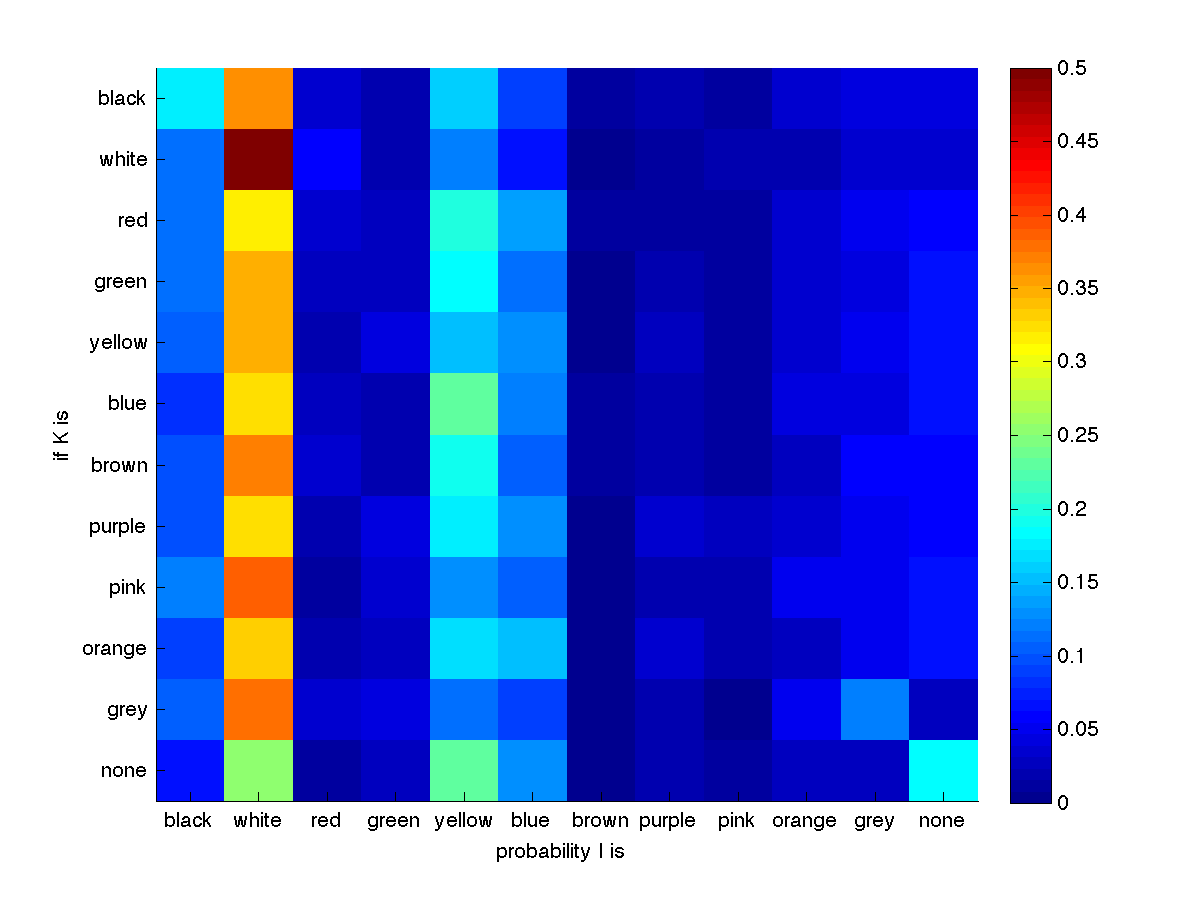 black
white
red
green
yellow
blue
brown
purple
pink
orange
grey
none
if K is
black white red green yellow blue brown purple pink orange grey none
probability I is
0.5
0.45
0.4
0.35
0.3
0.25
0.2
0.15
0.1
0.05
0